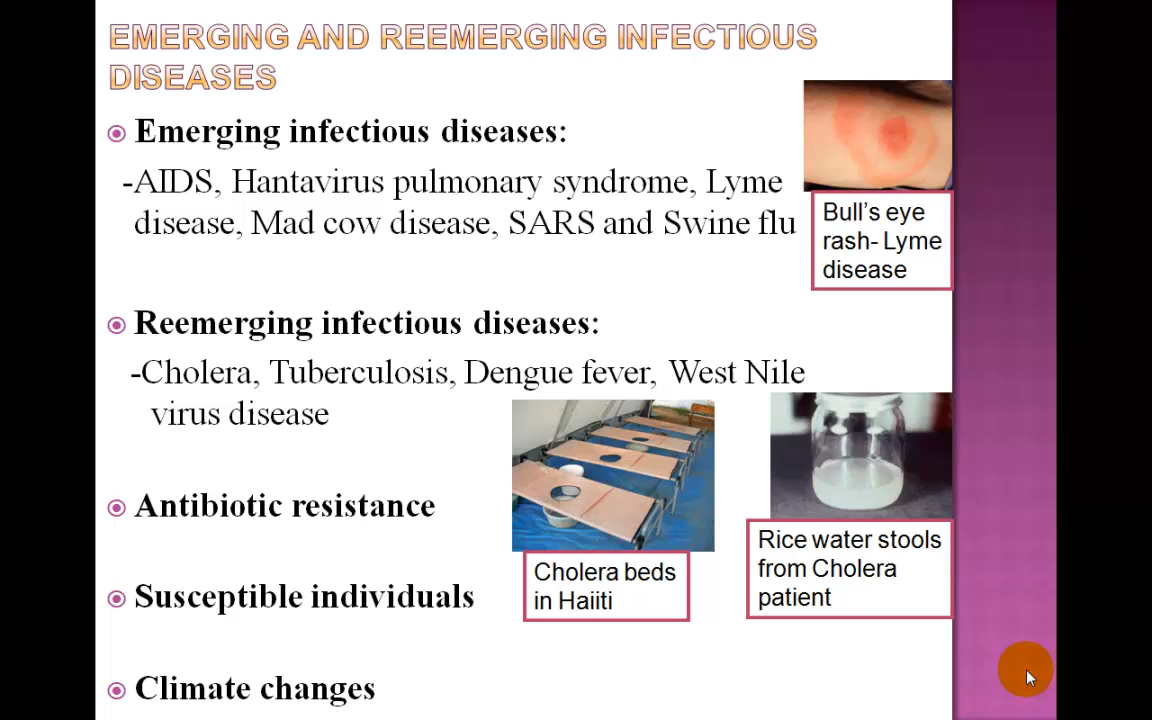 EMERGING AND REEMERGING INFECTIOUS
DISEASES
Emerging infectious diseases:
-AIDS, Hantavirus pulmonary syndrome, Lyme
disease, Mad cow disease, SARS and Swine flu
Bull's eye
rash- Lyme
disease
Reemerging infectious diseases:
-Cholera, Tuberculosis, Dengue fever, West Nile
virus disease
Antibiotic resistance
Cholera beds
in Haiiti
Rice water stools
from Cholera
patient
Susceptible individuals
Climate changes